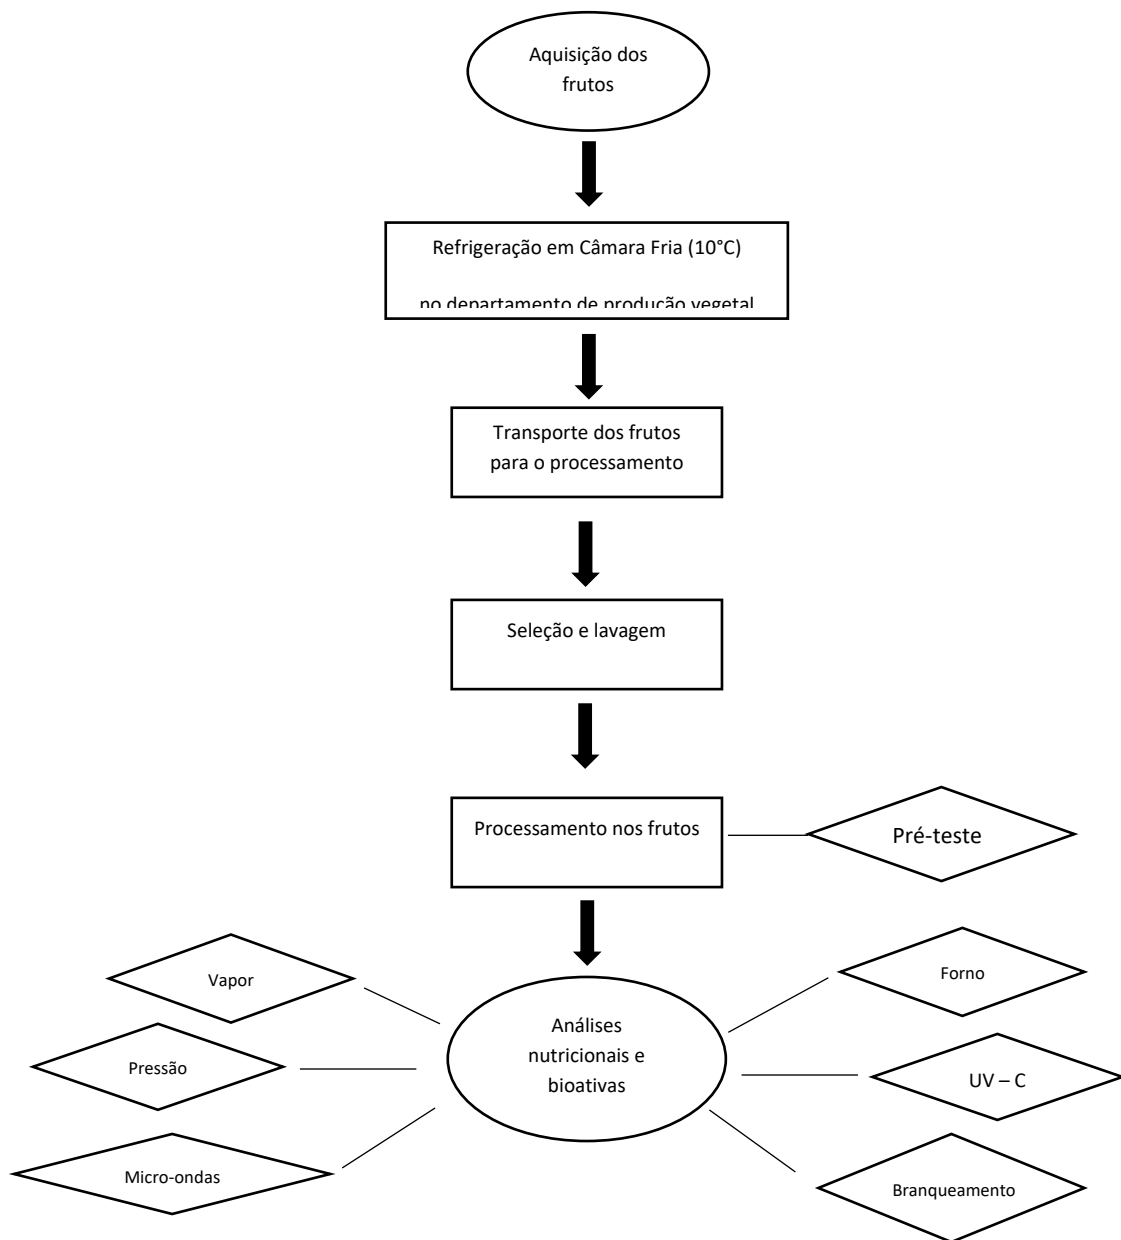 Aquisição dos
frutos
Refrigeração em Câmara Fria (10°C)
no departamento de produção vegetal
Transporte dos frutos
para o processamento
Seleção e lavagem
Processamento nos frutos
Pré-teste
Vapor
Forno
Análises
nutricionais e
bioativas
Pressão
UV – C
Micro-ondas
Branqueamento